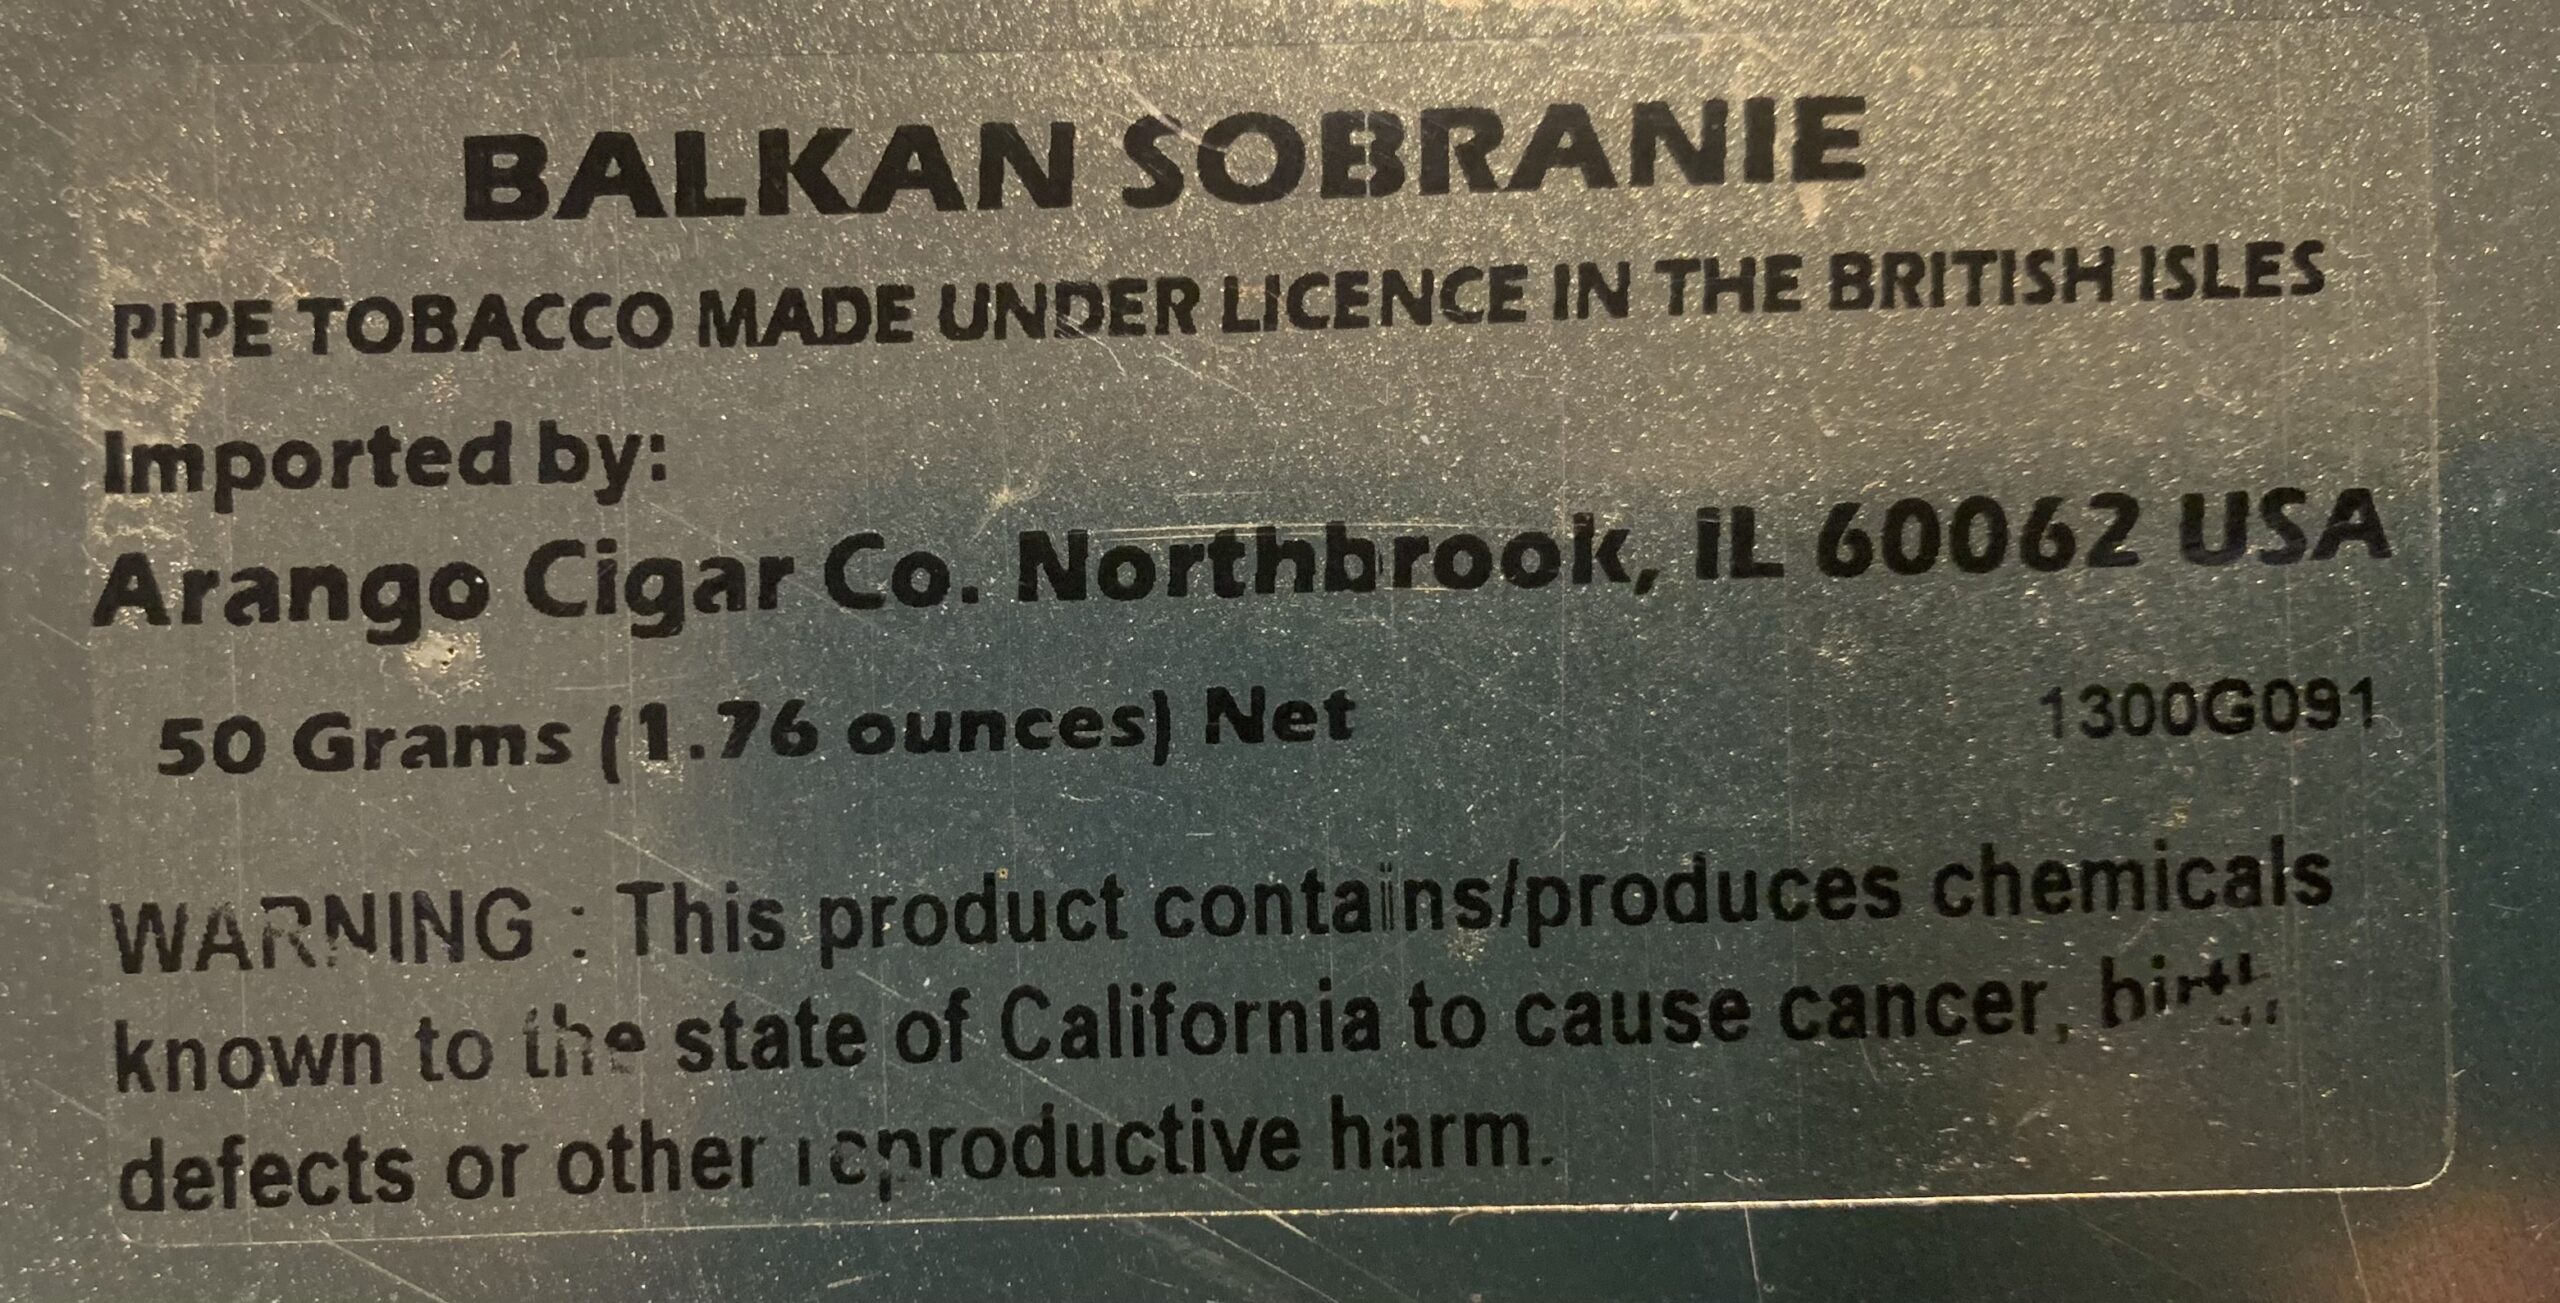 BALKAN SOBRANIE
PIPE TOBACCO MADE UNDER LICENCE IN THE BRITISH ISLES
Imported by:
Arango Cigar Co. Northbrook, IL 60062 USA
50 Grams (1.76 ounces) Net
1300G091
WARNING : This product contains/produces chemicals
known to the state of California to cause cancer, birth
defects or other reproductive harm.